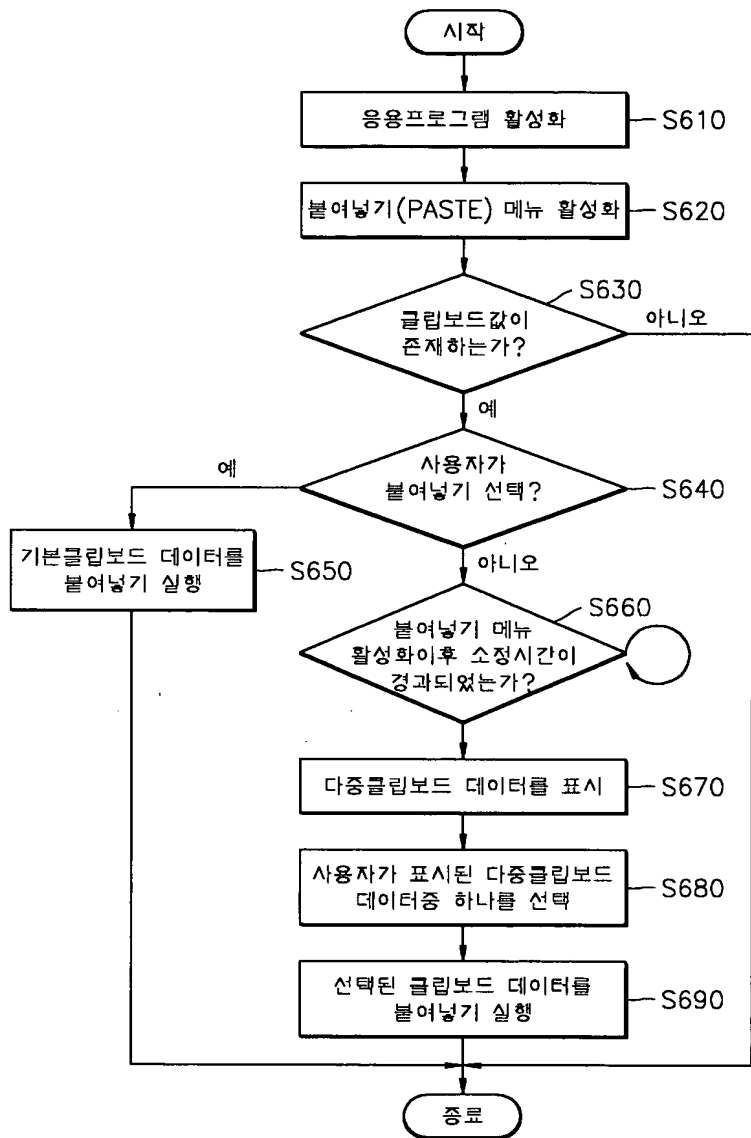 시작
응용프로그램 활성화
S610
붙여넣기(PASTE) 메뉴 활성화
S620
S630
클립보드값이
존재하는가?
아니오
예
사용자가
붙여넣기 선택?
S640
예
기본클립보드 데이터를
붙여넣기 실행
S650
아니오
S660
붙여넣기 메뉴
활성화이후 소정시간이
경과되었는가?
다중클립보드 데이터를 표시
S670
사용자가 표시된 다중클립보드
데이터중 하나를 선택
S680
선택된 클립보드 데이터를
붙여넣기 실행
S690
종료